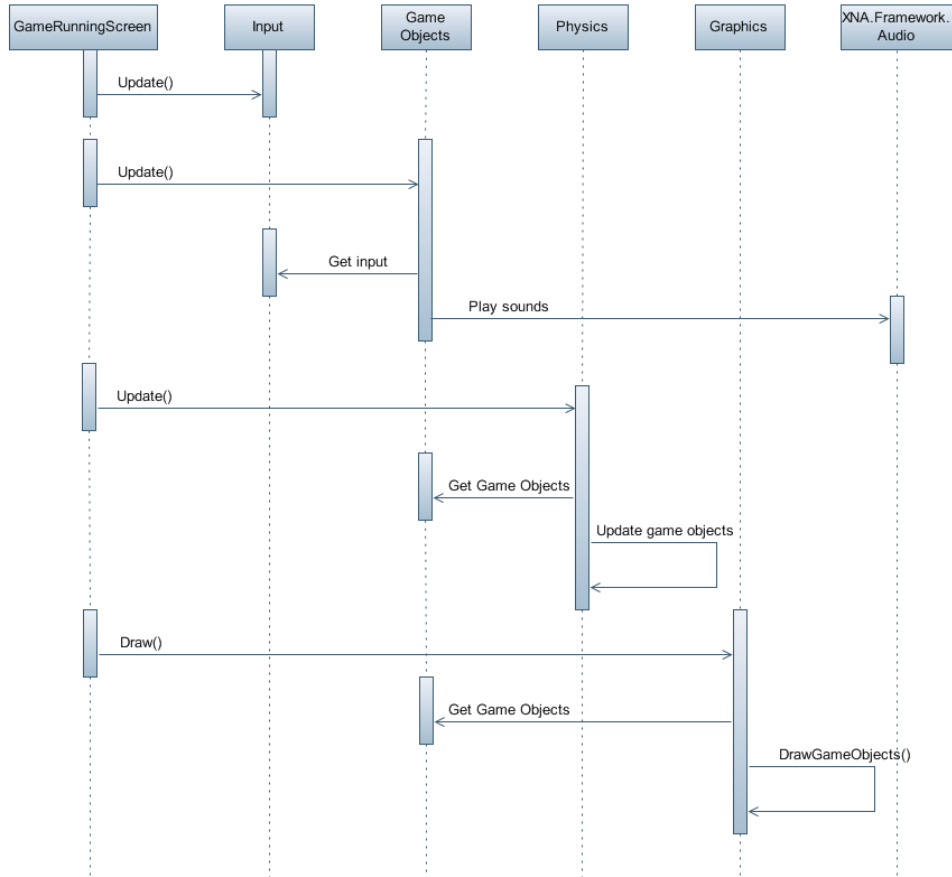 GameRunningScreen
Input
Game
Objects
Physics
Graphics
XNA.Framework.
Audio
Update()
Update()
Get input
Play sounds
Update()
Get Game Objects
Update game objects
Draw()
Get Game Objects
DrawGameObjects()